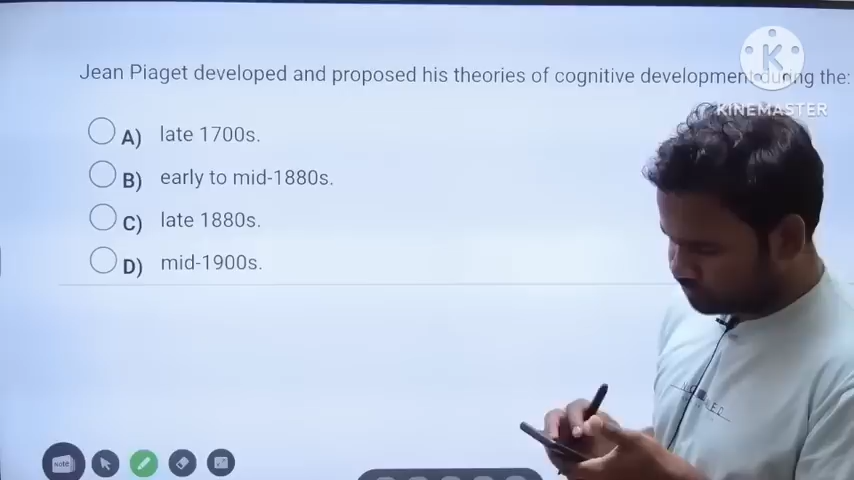 Jean Piaget developed and proposed his theories of cognitive development during the:
A) late 1700s.
B) early to mid-1880s.
C) late 1880s.
D) mid-1900s.
K
KINEMASTER
NOTE